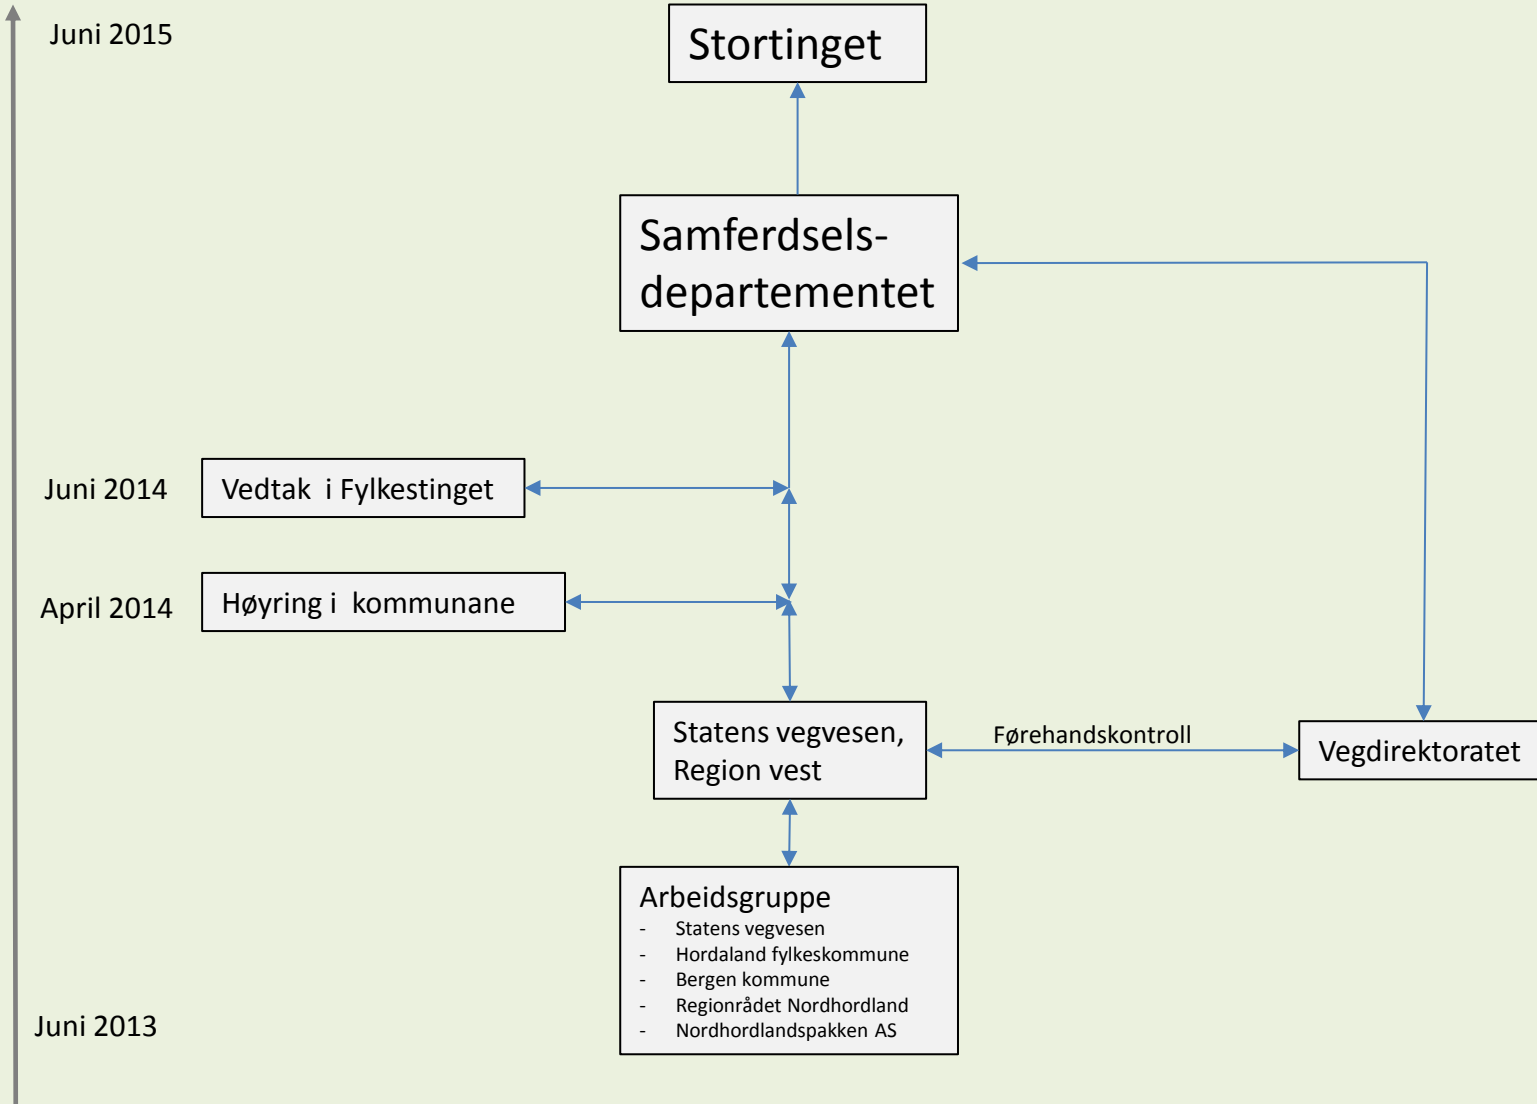 Juni 2015
Stortinget
Samferdsels-
departementet
Juni 2014
Vedtak i Fylkestinget
April 2014
Høyring i kommunane
Statens vegvesen,
Region vest
Førehandskontroll
Vegdirektoratet
Arbeidsgruppe
- Statens vegvesen
- Hordaland fylkeskommune
- Bergen kommune
- Regionrådet Nordhordland
- Nordhordlandspakken AS
Juni 2013